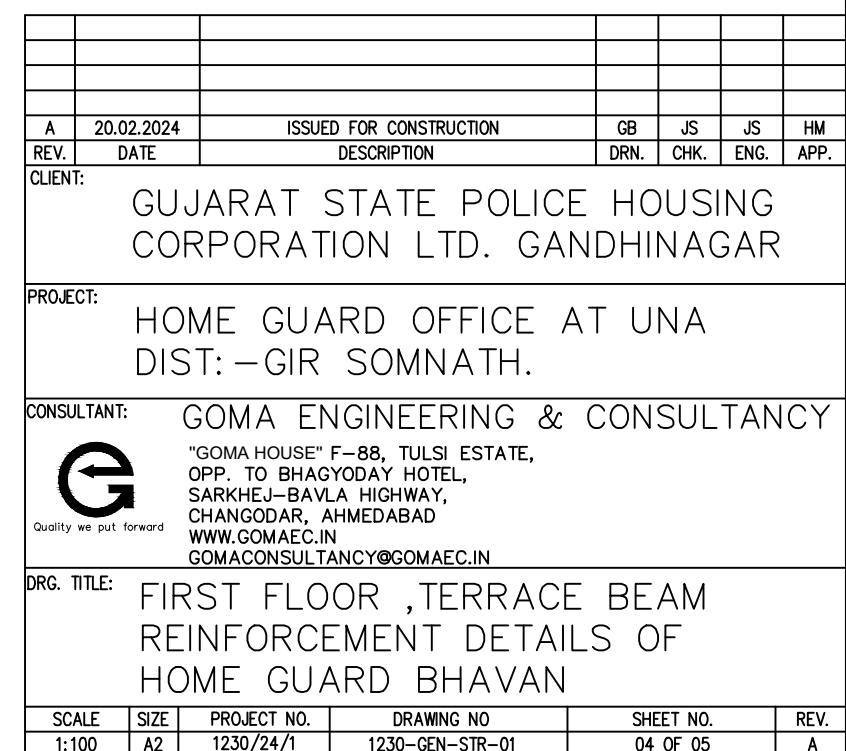 A 20.02.2024 ISSUED FOR CONSTRUCTION GB JS JS HM
REV. DATE DESCRIPTION DRN. CHK. ENG. APP.
CLIENT:
GUJARAT STATE POLICE HOUSING
CORPORATION LTD. GANDHINAGAR
PROJECT:
HOME GUARD OFFICE AT UNA
DIST:-GIR SOMNATH.
CONSULTANT: GOMA ENGINEERING & CONSULTANCY
"GOMA HOUSE" F-88, TULSI ESTATE,
OPP. TO BHAGYODAY HOTEL,
SARKHEJ-BAVLA HIGHWAY,
CHANGODAR, AHMEDABAD
Quality we put forward
WWW.GOMAEC.IN
GOMACONSULTANCY@GOMAEC.IN
DRG. TITLE:
FIRST FLOOR ,TERRACE BEAM
REINFORCEMENT DETAILS OF
HOME GUARD BHAVAN
SCALE SIZE PROJECT NO. DRAWING NO SHEET NO. REV.
1:100 A2 1230/24/1 1230-GEN-STR-01 04 OF 05 A